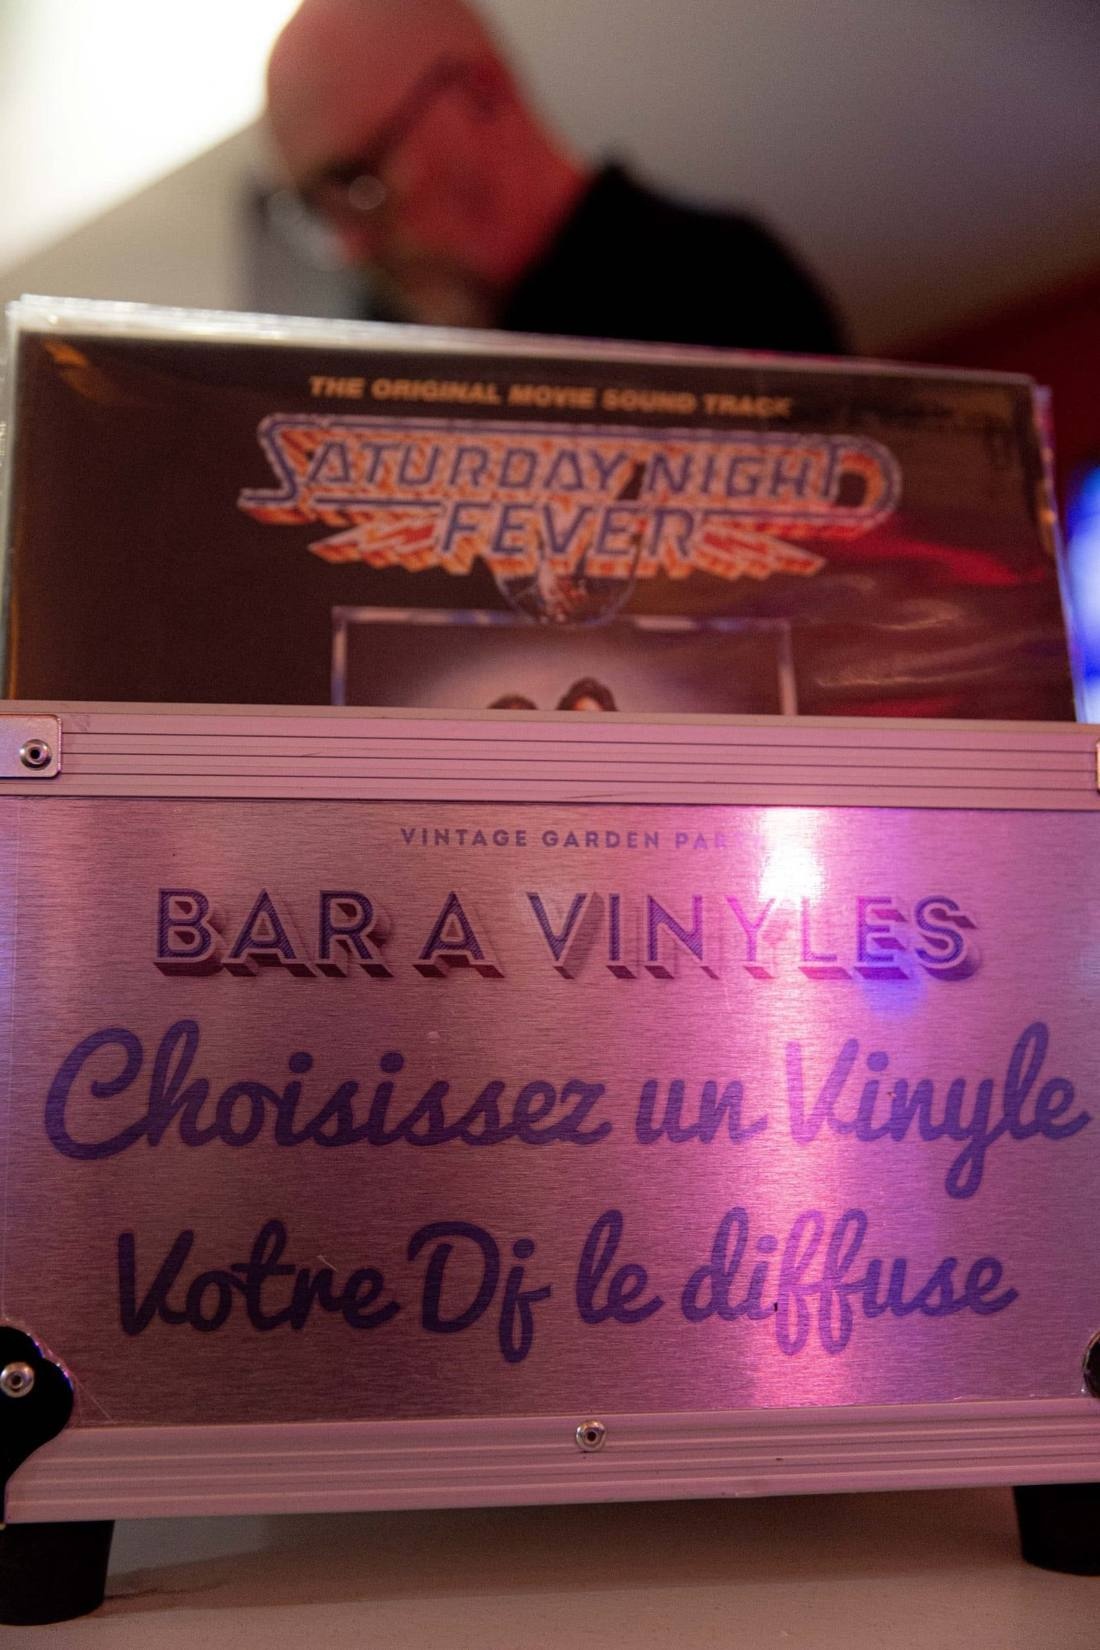 THE ORIGINAL MOVIE SOUND TRACK
SATURDAY NIGHT
FEVER
VINTAGE GARDEN
BAR A VINYLES
Choisissez un Vinyle
Votre Dj le diffuse